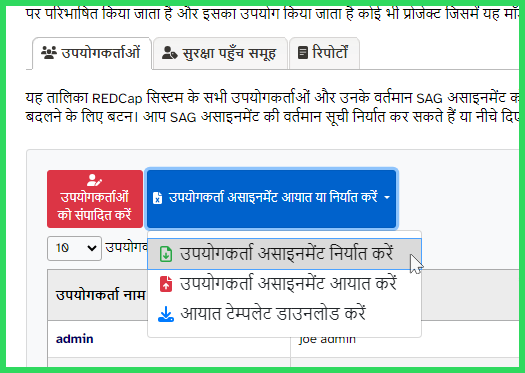 पर परिभाषित किया जाता है और इसका उपयोग किया जाता है कोई भी प्रोजेक्ट जिसमें यह
उपयोगकर्ताओं
सुरक्षा पहुँच समूह
रिपोर्टों
यह तालिका REDCap सिस्टम के सभी उपयोगकर्ताओं और उनके वर्तमान SAG असाइनमेंट
बदलने के लिए बटन। आप SAG असाइनमेंट की वर्तमान सूची निर्यात कर सकते हैं या नीचे
उपयोगकर्ताओं
को संपादित करें
उपयोगकर्ता असाइनमेंट आयात या निर्यात करें
10
उपयोगकर्ता असाइनमेंट निर्यात करें
उपयोगकर्ता असाइनमेंट आयात करें
आयात टेम्पलेट डाउनलोड करें
उपयोगकर्ता नाम
admin
joe admin